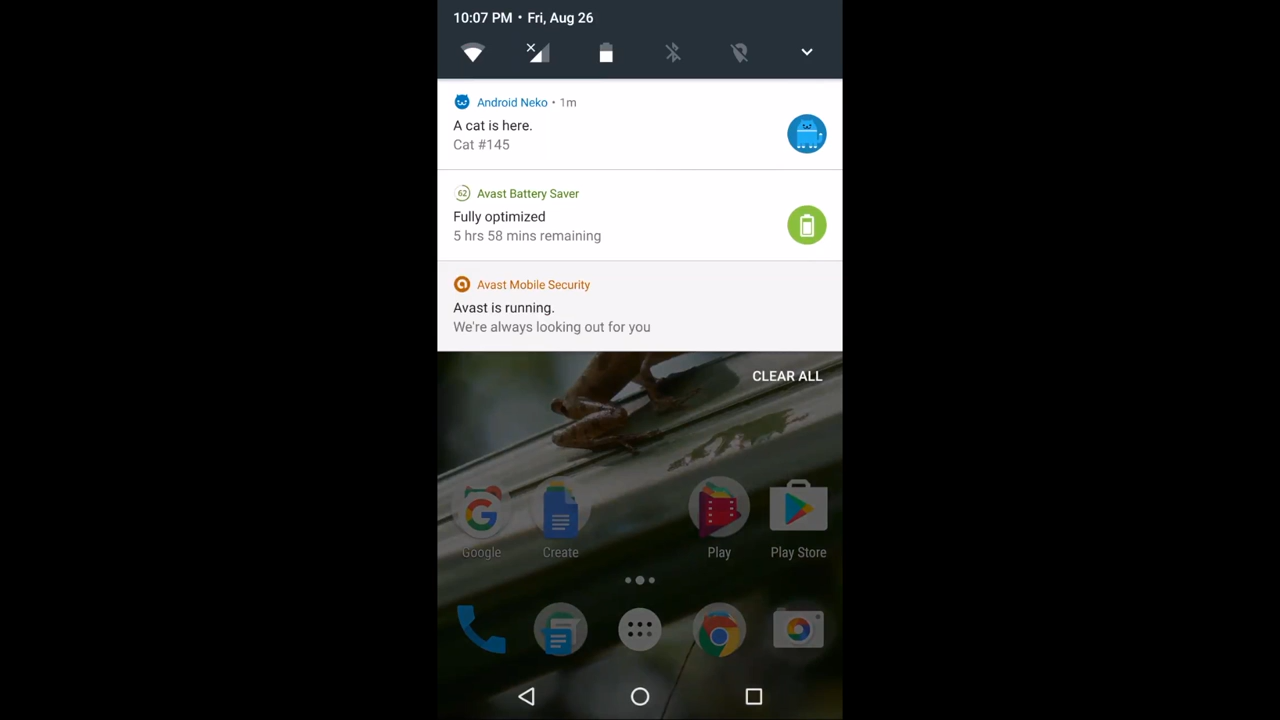 10:07 PM • Fri, Aug 26
Android Neko • 1m
A cat is here.
Cat #145
62 Avast Battery Saver
Fully optimized
5 hrs 58 mins remaining
Avast Mobile Security
Avast is running.
We're always looking out for you
CLEAR ALL
Google Create Play Play Store